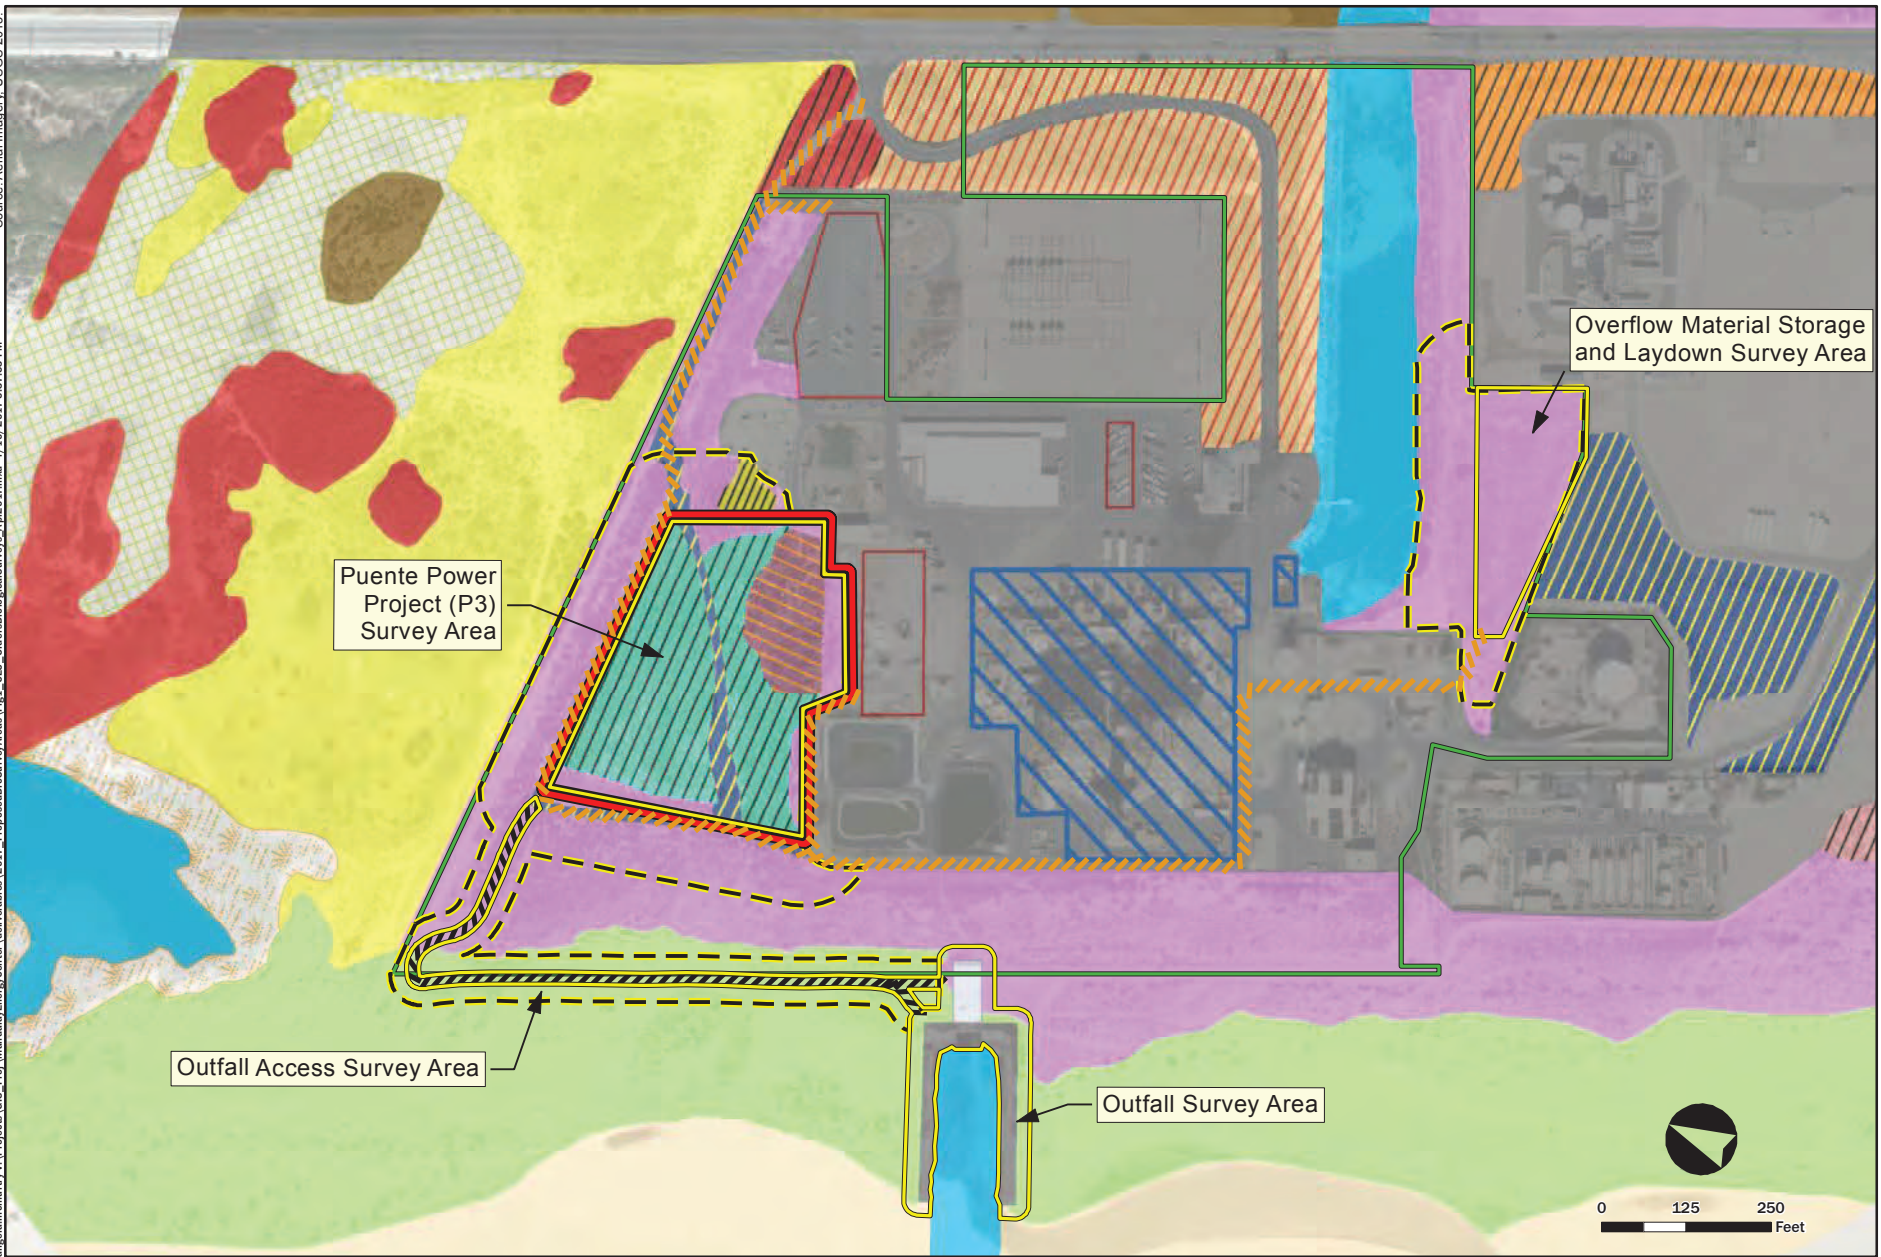 Overflow Material Storage
and Laydown Survey Area
Puente Power
Project (P3)
Survey Area
Outfall Access Survey Area
Outfall Survey Area
0 125 250
Feet